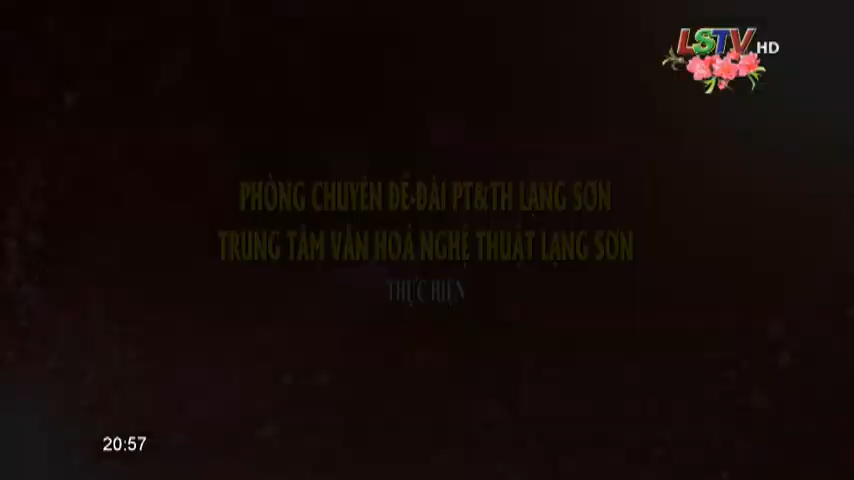 LSTV HD
PHÒNG CHUYÊN ĐỀ-ĐÀI PT&TH LẠNG SƠN
TRUNG TÂM VĂN HOÁ NGHỆ THUẬT LẠNG SƠN
THỰC HIỆN
20:57